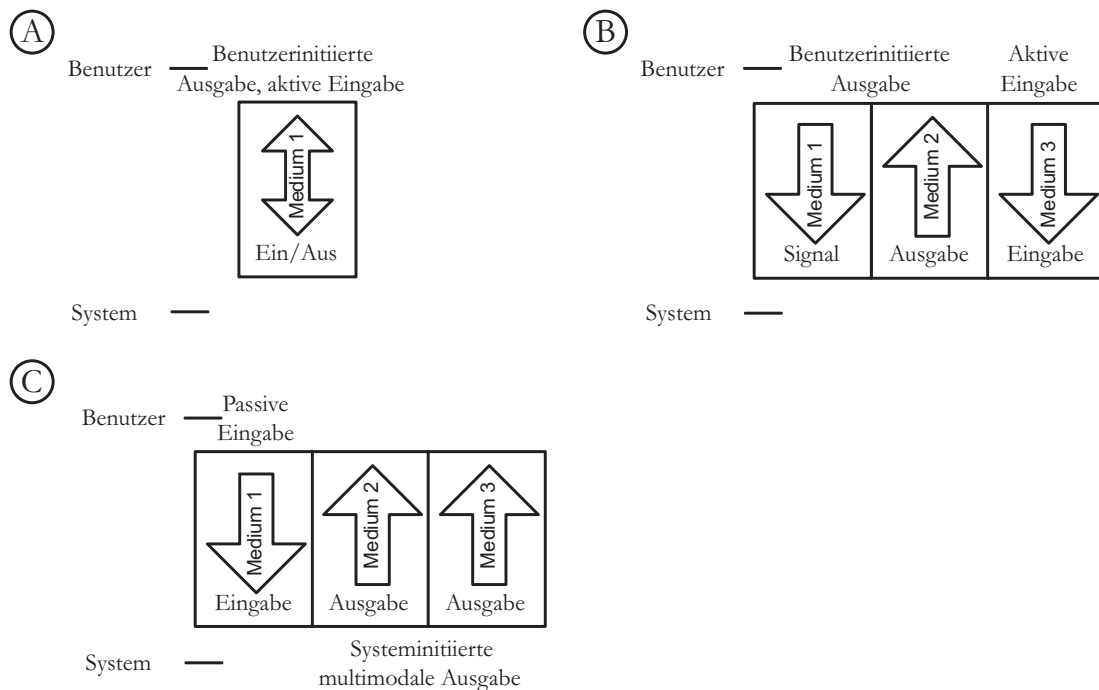 A
Benutzer
Benutzerinitiierte
Ausgabe, aktive Eingabe
Medium 1
Ein/Aus
System
B
Benutzer
Benutzerinitiierte
Ausgabe
Aktive
Eingabe
Medium 1
Signal
Medium 2
Ausgabe
Medium 3
Eingabe
System
C
Benutzer
Passive
Eingabe
Medium 1
Eingabe
Medium 2
Ausgabe
Medium 3
Ausgabe
System
Systeminitiierte
multimodale Ausgabe